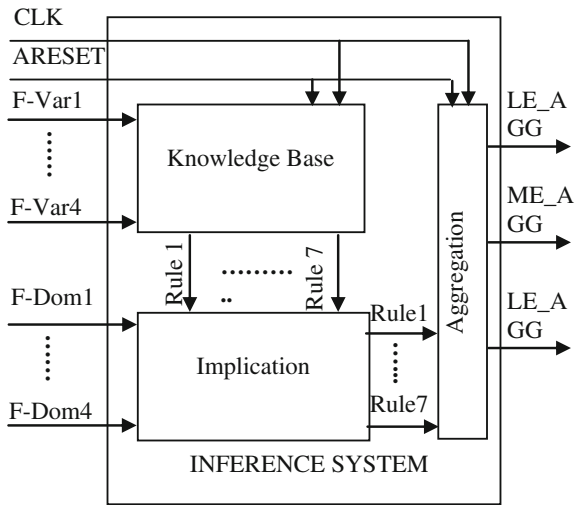 CLK
ARESET
F-Var1
F-Var4
F-Dom1
F-Dom4
Knowledge Base
Rule 1
Rule 7
Implication
Rule1
Rule7
Aggregation
LE_A
GG
ME_A
GG
LE_A
GG
INFERENCE SYSTEM